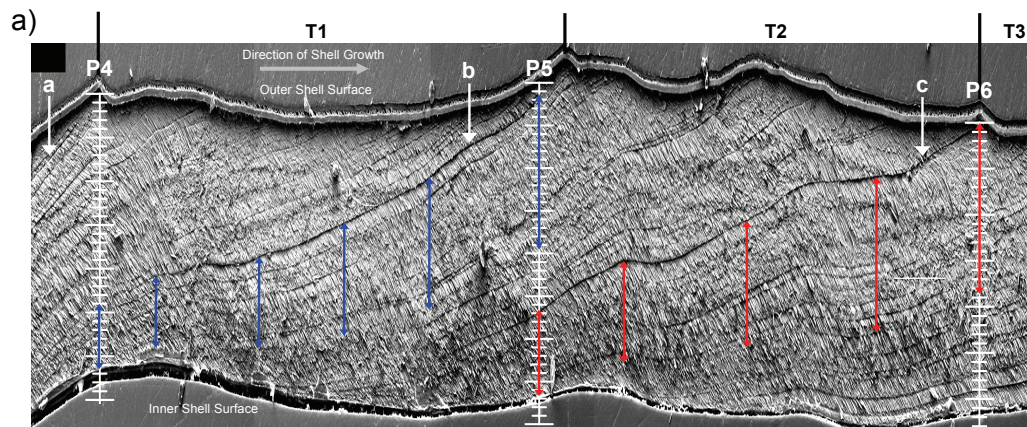 a)
T1
T2
T3
Direction of Shell Growth
Outer Shell Surface
P4
a
b
P5
c
P6
Inner Shell Surface